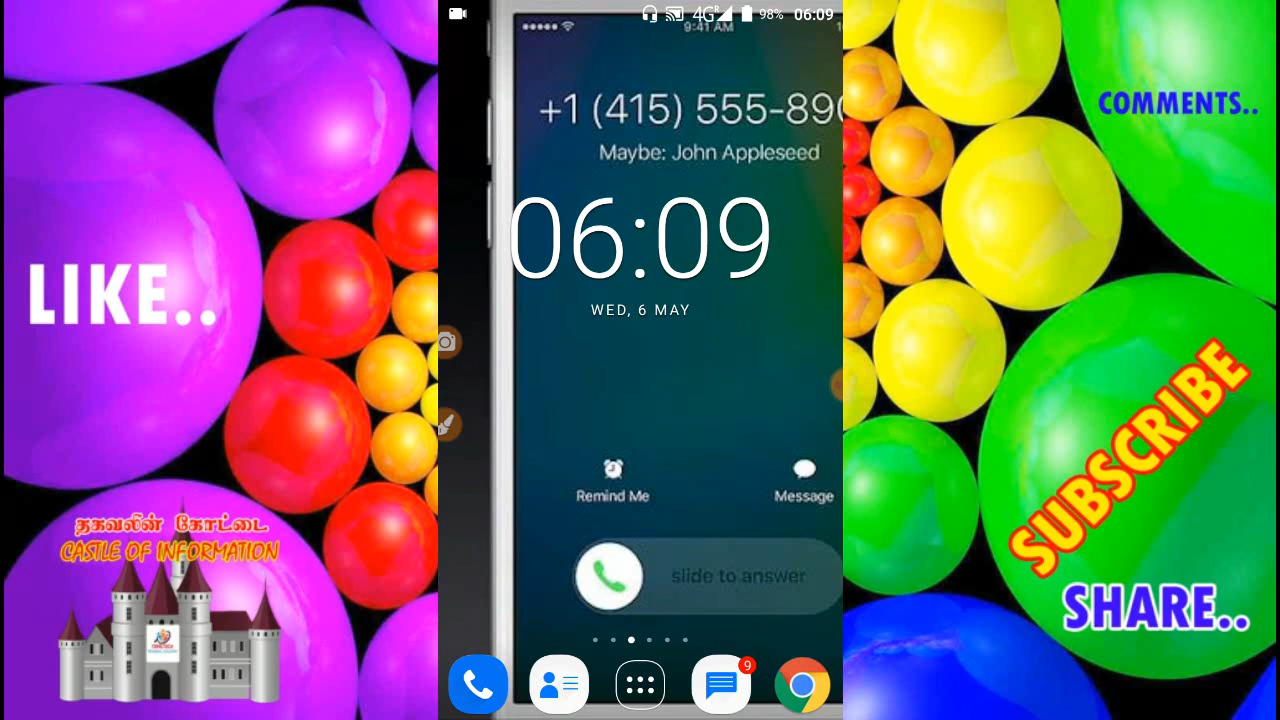 LIKE..
தகவலின் கோட்டை
CASTLE OF INFORMATION
4G R 98% 06:09
9:41 AM
+1 (415) 555-890
Maybe: John Appleseed
06:09
WED, 6 MAY
Remind Me Message
slide to answer
9
COMMENTS..
SUBSCRIBE
SHARE..